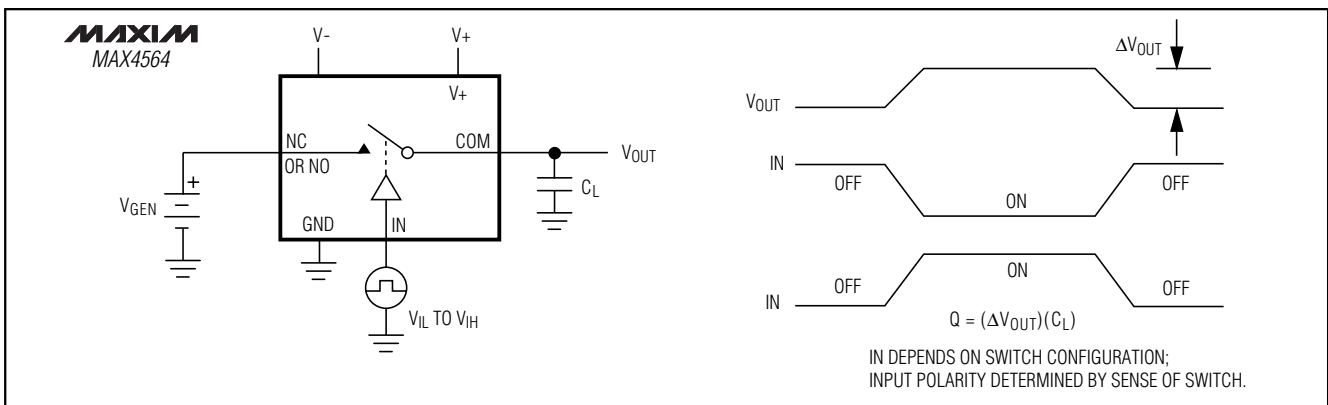 MAXIM
MAX4564
V-
V+
V+
NC
OR NO
COM
VOUT
CL
VGEN
+
GND
IN
VIL TO VIH
ΔVOUT
VOUT
IN
OFF
ON
OFF
IN
OFF
ON
OFF
Q = (ΔVOUT)(CL)
IN DEPENDS ON SWITCH CONFIGURATION;
INPUT POLARITY DETERMINED BY SENSE OF SWITCH.